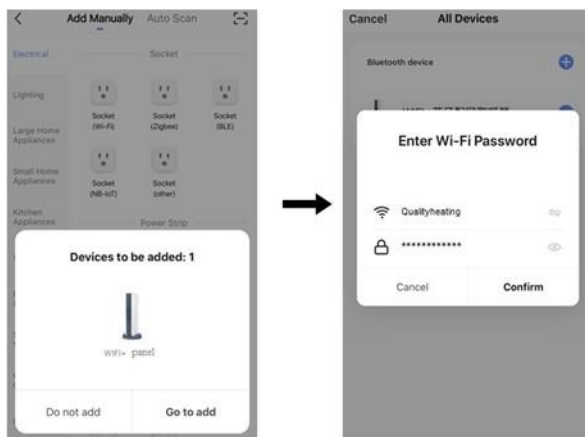 Add Manually Auto Scan
Electrical
Socket
Lighting
Socket
(Wi-Fi)
Socket
(Zigbee)
Socket
(BLE)
Large Home
Appliances
Small Home
Appliances
Socket
(NB-IoT)
Socket
(other)
Kitchen
Appliances
Power Strip
Devices to be added: 1
WIFI+ panel
Do not add
Go to add
Cancel All Devices
Bluetooth device
Enter Wi-Fi Password
Qualityheating
************
Cancel
Confirm